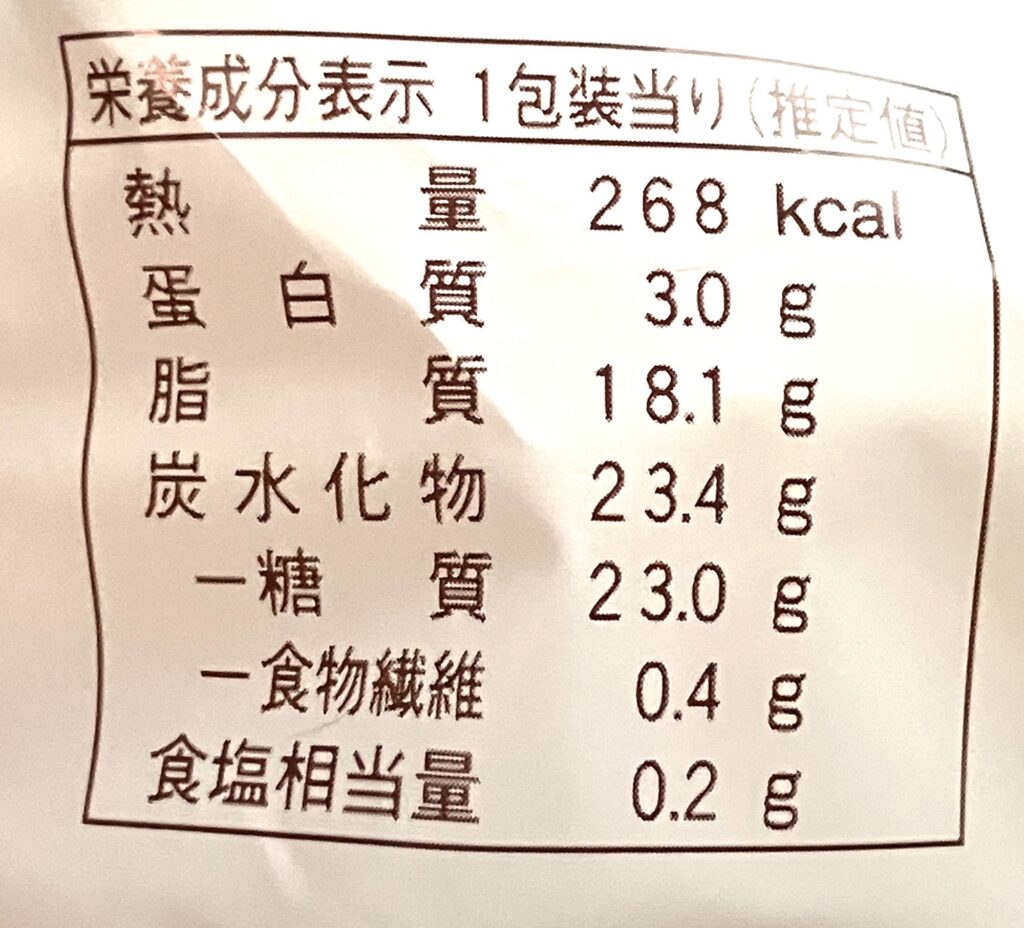 栄養成分表示 1包装当り(推定値)
熱量 268 kcal
蛋白質 3.0 g
脂質 18.1 g
炭水化物 23.4 g
ー糖質 23.0 g
ー食物繊維 0.4 g
食塩相当量 0.2 g